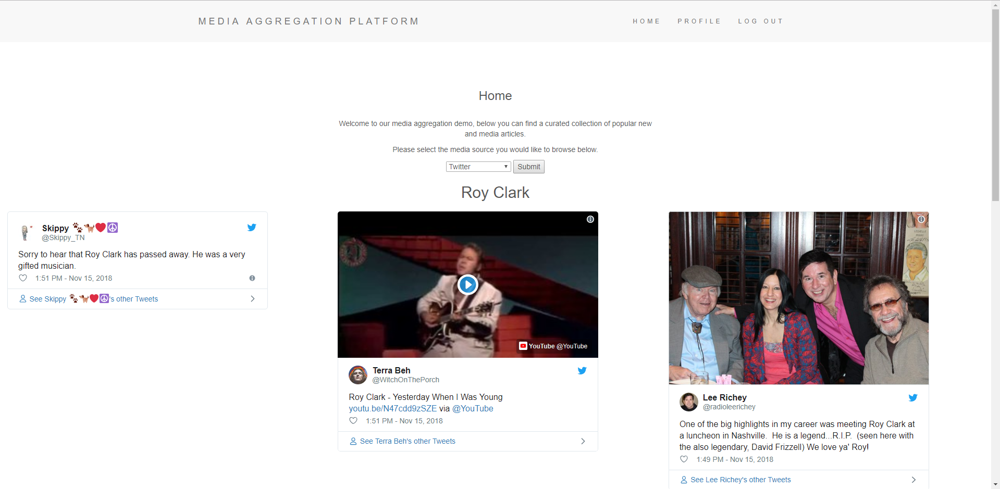 MEDIA AGGREGATION PLATFORM
HOME PROFILE LOG OUT
Home
Welcome to our media aggregation demo, below you can find a curated collection of popular new
and media articles.
Please select the media source you would like to browse below.
Twitter Submit
Roy Clark
Skippy 🐾🐕❤️☮️
@Skippy_TN
Sorry to hear that Roy Clark has passed away. He was a very
gifted musician.
1:51 PM - Nov 15, 2018
See Skippy 🐾🐕❤️☮️'s other Tweets
YouTube @YouTube
Terra Beh
@WitchOnThePorch
Roy Clark - Yesterday When I Was Young
youtu.be/N47cdd9zSZE via @YouTube
1:51 PM - Nov 15, 2018
See Terra Beh's other Tweets
Lee Richey
@radioleerichey
One of the big highlights in my career was meeting Roy Clark at
a luncheon in Nashville.  He is a legend...R.I.P.  (seen here with
the also legendary, David Frizzell) We love ya' Roy!
1:49 PM - Nov 15, 2018
See Lee Richey's other Tweets